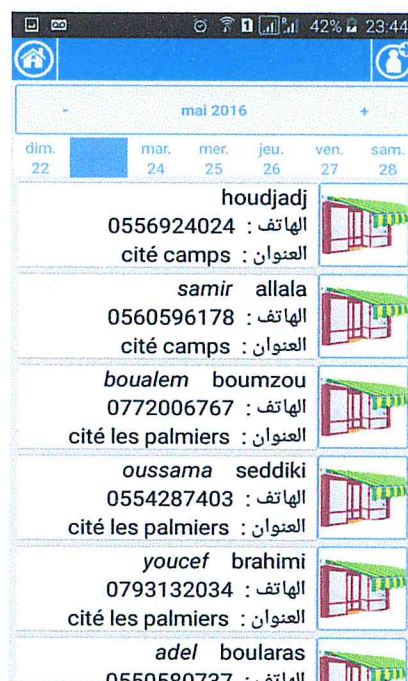 42% 23:44
- mai 2016 +
dim. mar. mer. jeu. ven. sam.
22 24 25 26 27 28
houdjadj
الهاتف : 0556924024
العنوان : cité camps
samir allala
الهاتف : 0560596178
العنوان : cité camps
boualem boumzou
الهاتف : 0772006767
العنوان : cité les palmiers
oussama seddiki
الهاتف : 0554287403
العنوان : cité les palmiers
youcef brahimi
الهاتف : 0793132034
العنوان : cité les palmiers
adel boularas
الهاتف : 0550580737